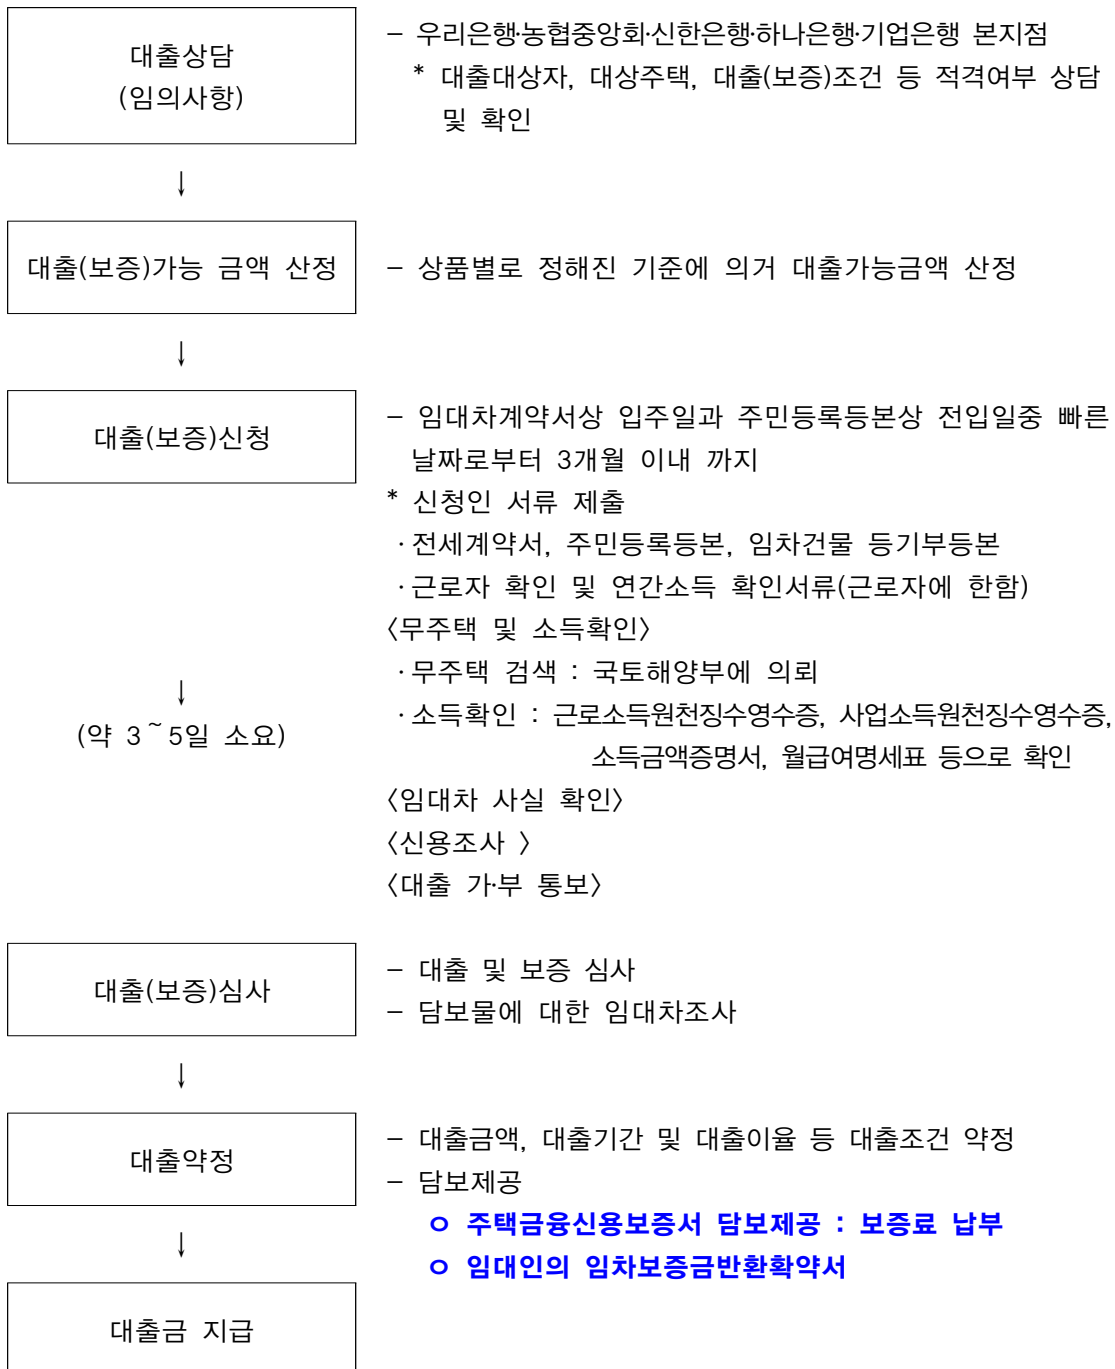 대출상담
(임의사항)
- 우리은행·농협중앙회·신한은행·하나은행·기업은행 본지점
* 대출대상자, 대상주택, 대출(보증)조건 등 적격여부 상담
및 확인
↓
대출(보증)가능 금액 산정
- 상품별로 정해진 기준에 의거 대출가능금액 산정
↓
대출(보증)신청
- 임대차계약서상 입주일과 주민등록등본상 전입일중 빠른
날짜로부터 3개월 이내 까지
* 신청인 서류 제출
·전세계약서, 주민등록등본, 임차건물 등기부등본
·근로자 확인 및 연간소득 확인서류(근로자에 한함)
〈무주택 및 소득확인〉
·무주택 검색 : 국토해양부에 의뢰
·소득확인 : 근로소득원천징수영수증, 사업소득원천징수영수증,
소득금액증명서, 월급여명세표 등으로 확인
〈임대차 사실 확인〉
〈신용조사 〉
〈대출 가·부 통보〉
↓
(약 3~5일 소요)
대출(보증)심사
- 대출 및 보증 심사
- 담보물에 대한 임대차조사
↓
대출약정
- 대출금액, 대출기간 및 대출이율 등 대출조건 약정
- 담보제공
ㅇ 주택금융신용보증서 담보제공 : 보증료 납부
ㅇ 임대인의 임차보증금반환확약서
↓
대출금 지급